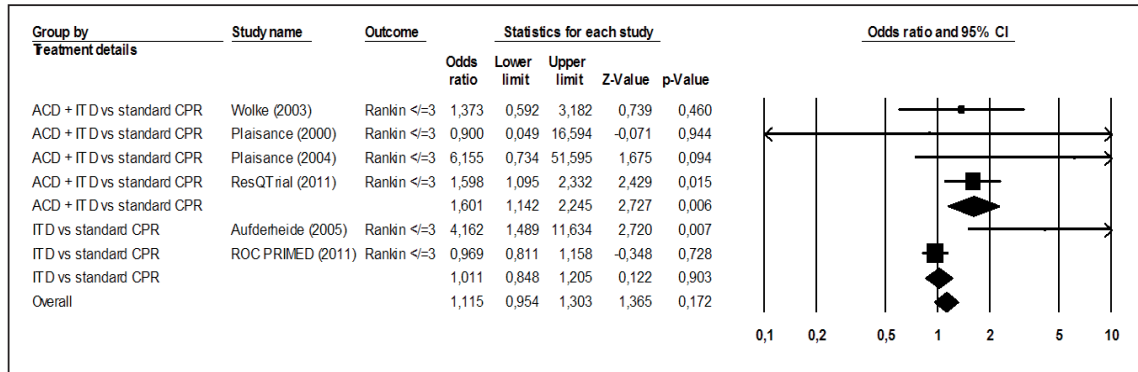 Group by Study name Outcome Statistics for each study Odds ratio and 95% CI
Treatment details
Odds Lower Upper
ratio limit limit Z-Value p-Value
ACD + ITD vs standard CPR Wolke (2003) Rankin </=3 1,373 0,592 3,182 0,739 0,460
ACD + ITD vs standard CPR Plaisance (2000) Rankin </=3 0,900 0,049 16,594 -0,071 0,944
ACD + ITD vs standard CPR Plaisance (2004) Rankin </=3 6,155 0,734 51,595 1,675 0,094
ACD + ITD vs standard CPR ResQTrial (2011) Rankin </=3 1,598 1,095 2,332 2,429 0,015
ACD + ITD vs standard CPR 1,601 1,142 2,245 2,727 0,006
ITD vs standard CPR Aufderheide (2005) Rankin </=3 4,162 1,489 11,634 2,720 0,007
ITD vs standard CPR ROC PRIMED (2011) Rankin </=3 0,969 0,811 1,158 -0,348 0,728
ITD vs standard CPR 1,011 0,848 1,205 0,122 0,903
Overall 1,115 0,954 1,303 1,365 0,172
0,1 0,2 0,5 1 2 5 10